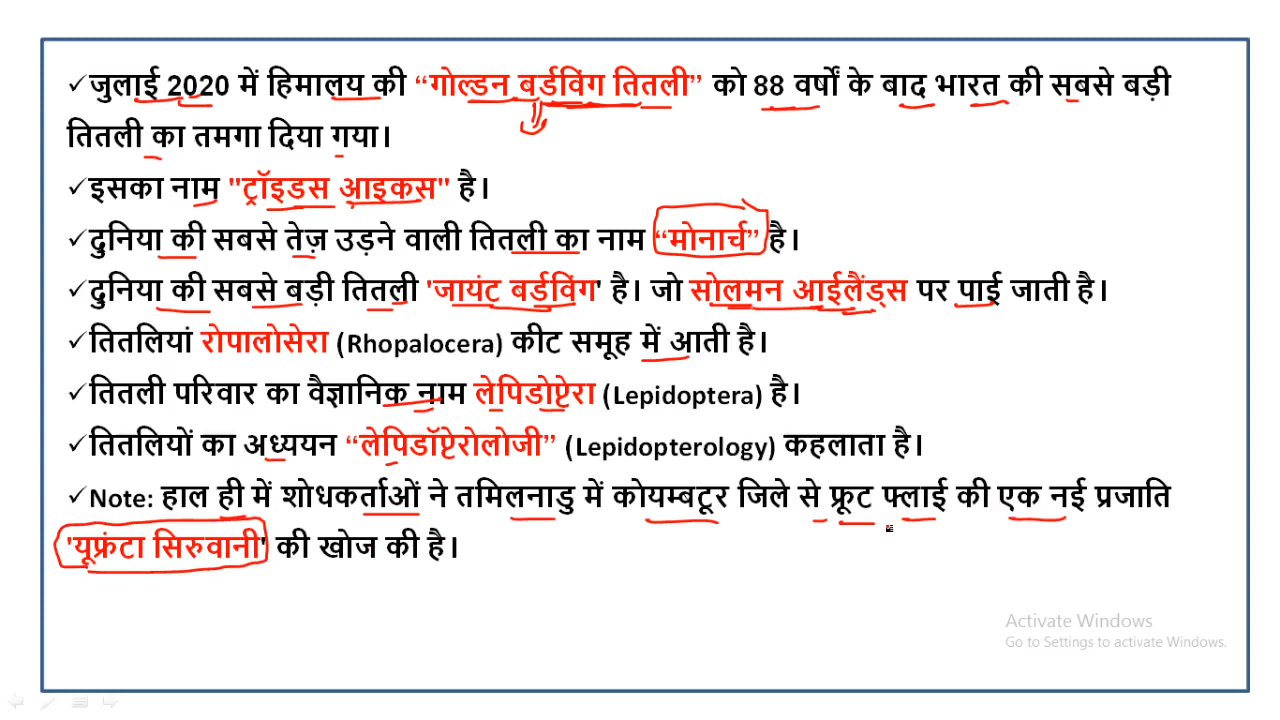 ✓जुलाई 2020 में हिमालय की “गोल्डन बर्डविंग तितली” को 88 वर्षों के बाद भारत की सबसे बड़ी
तितली का तमगा दिया गया।
✓इसका नाम "ट्रॉइडस आइकस" है।
✓दुनिया की सबसे तेज़ उड़ने वाली तितली का नाम “मोनार्च” है।
✓दुनिया की सबसे बड़ी तितली 'जायंट बर्डविंग' है। जो सोलमन आईलैंड्स पर पाई जाती है।
✓तितलियां रोपालोसेरा (Rhopalocera) कीट समूह में आती है।
✓तितली परिवार का वैज्ञानिक नाम लेपिडोप्टेरा (Lepidoptera) है।
✓तितलियों का अध्ययन “लेपिडॉप्टेरोलोजी” (Lepidopterology) कहलाता है।
✓Note: हाल ही में शोधकर्ताओं ने तमिलनाडु में कोयम्बटूर जिले से फ्रूट फ्लाई की एक नई प्रजाति
'यूफ्रंटा सिरुवानी' की खोज की है।
Activate Windows
Go to Settings to activate Windows.